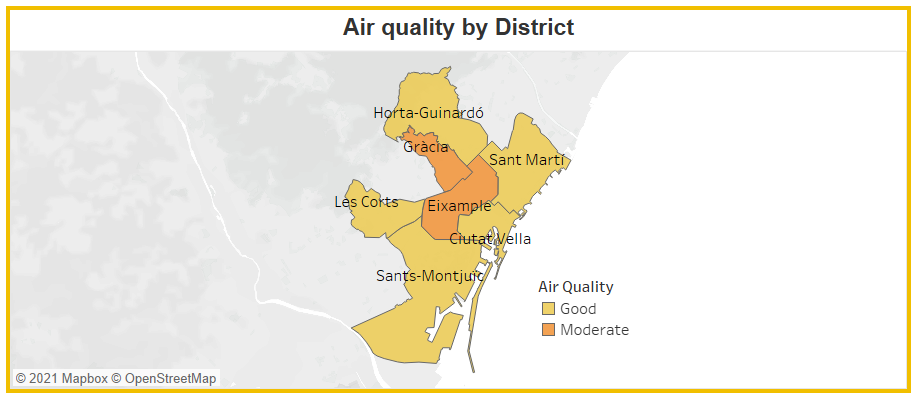 Air quality by District
Horta-Guinardó
Gràcia
Sant Martí
Les Corts
Eixample
Ciutat Vella
Sants-Montjuïc
Air Quality
Good
Moderate
© 2021 Mapbox © OpenStreetMap